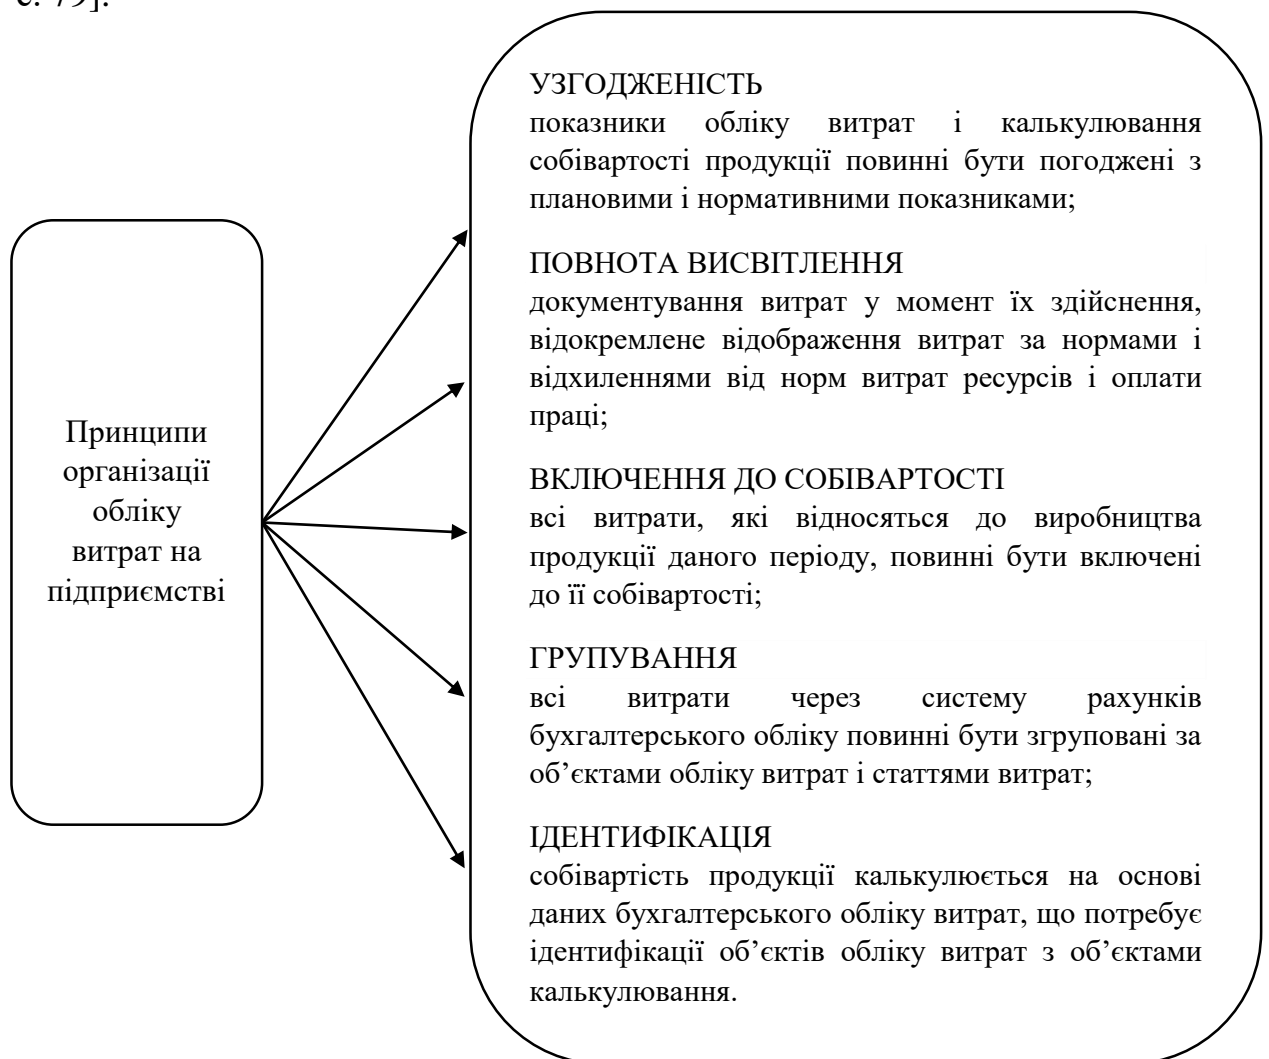 с. 79].
УЗГОДЖЕНІСТЬ
показники обліку витрат і калькулювання
собівартості продукції повинні бути погоджені з
плановими і нормативними показниками;
ПОВНОТА ВИСВІТЛЕННЯ
документування витрат у момент їх здійснення,
відокремлене відображення витрат за нормами і
відхиленнями від норм витрат ресурсів і оплати
праці;
Принципи
організації
обліку
витрат на
підприємстві
ВКЛЮЧЕННЯ ДО СОБІВАРТОСТІ
всі витрати, які відносяться до виробництва
продукції даного періоду, повинні бути включені
до її собівартості;
ГРУПУВАННЯ
всі витрати через систему рахунків
бухгалтерського обліку повинні бути згруповані за
об’єктами обліку витрат і статтями витрат;
ІДЕНТИФІКАЦІЯ
собівартість продукції калькулюється на основі
даних бухгалтерського обліку витрат, що потребує
ідентифікації об’єктів обліку витрат з об’єктами
калькулювання.